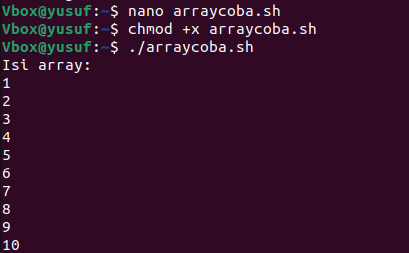 Vbox@yusuf:~$ nano arraycoba.sh
Vbox@yusuf:~$ chmod +x arraycoba.sh
Vbox@yusuf:~$ ./arraycoba.sh
Isi array:
1
2
3
4
5
6
7
8
9
10